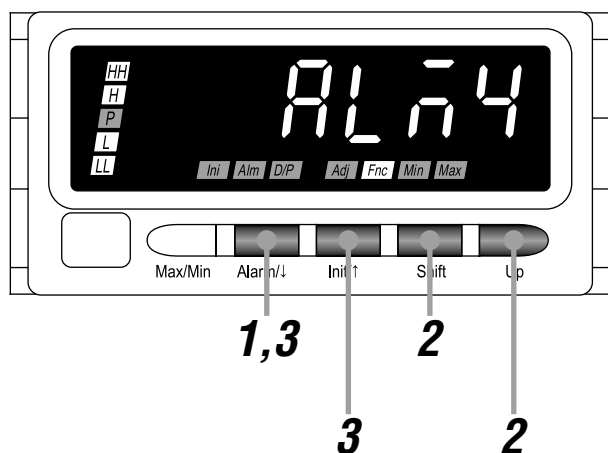 HH
ALM4
H
P
L
LL
Ini Alm D/P Adj Fnc Min Max
Max/Min Alarm/↓ Init/↑ Shift Up
1,3 2
3 2